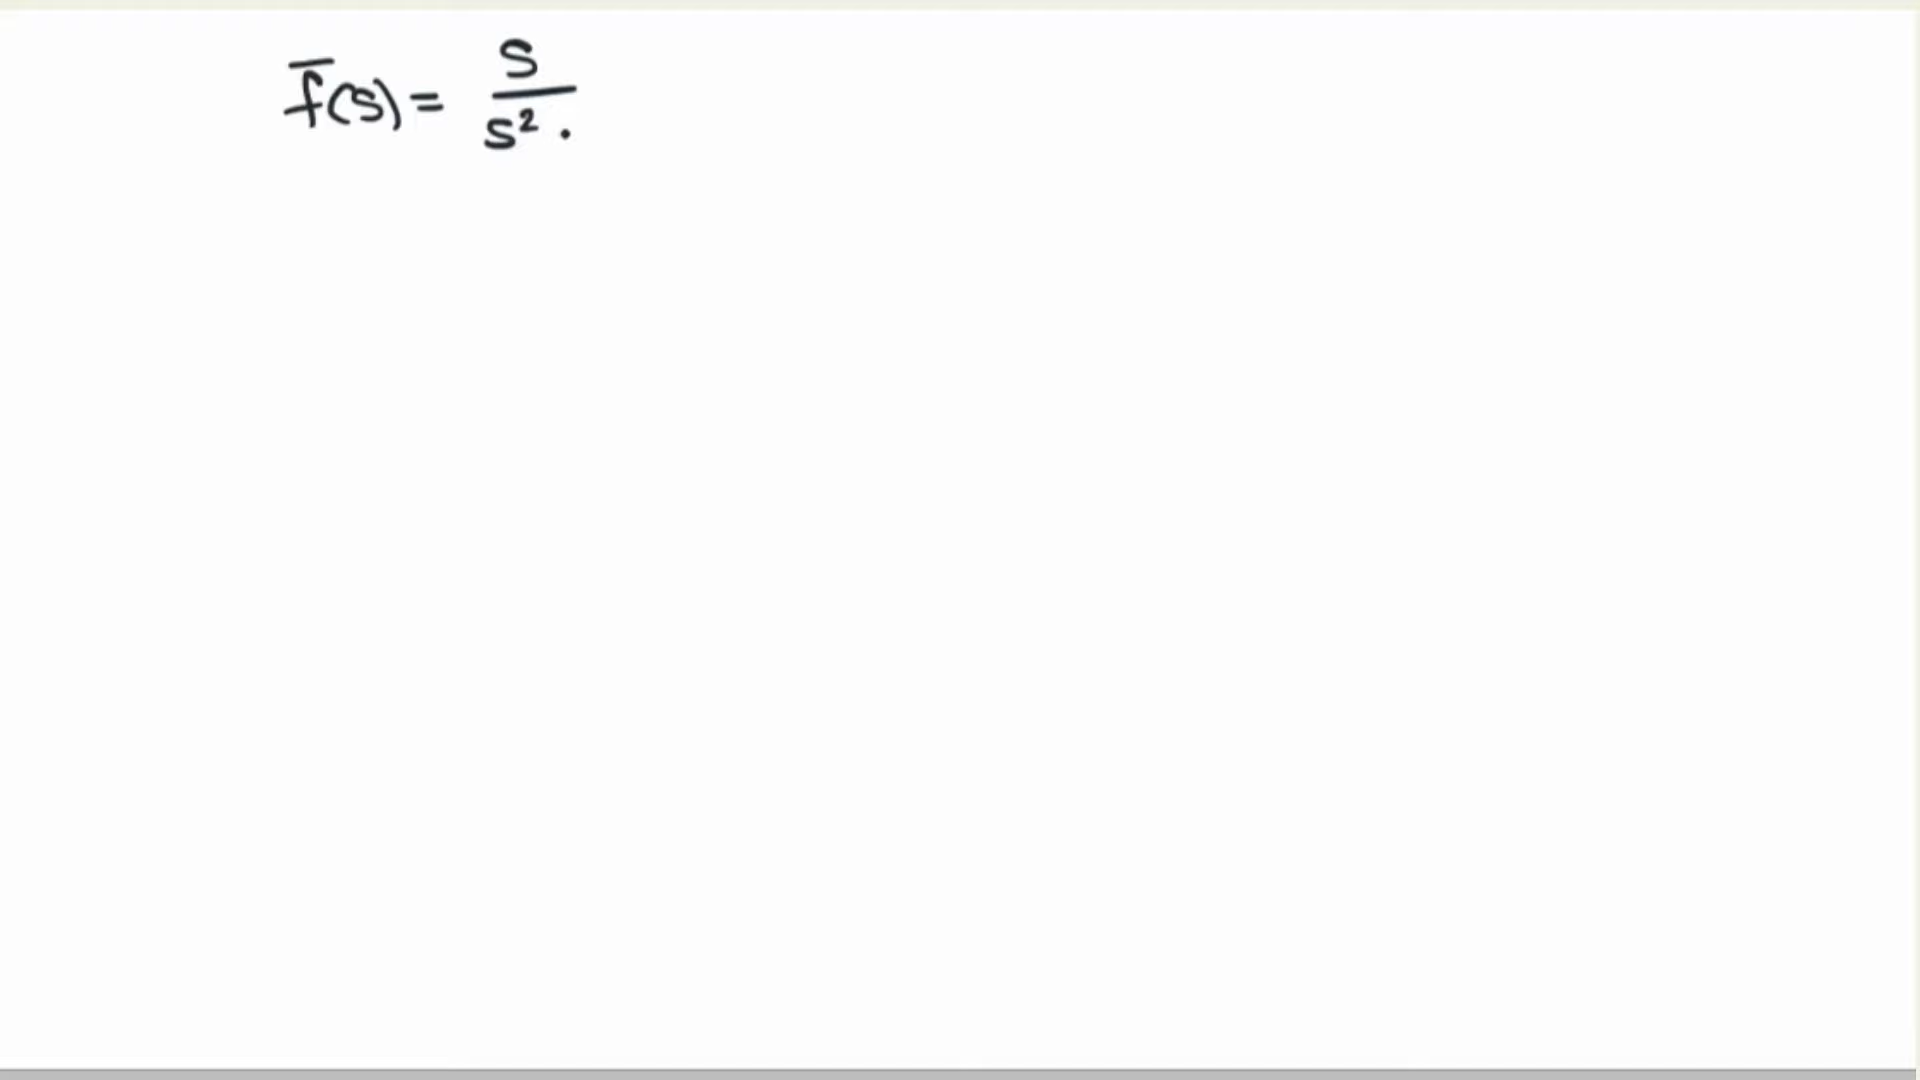 f̅(s) = s/s² .